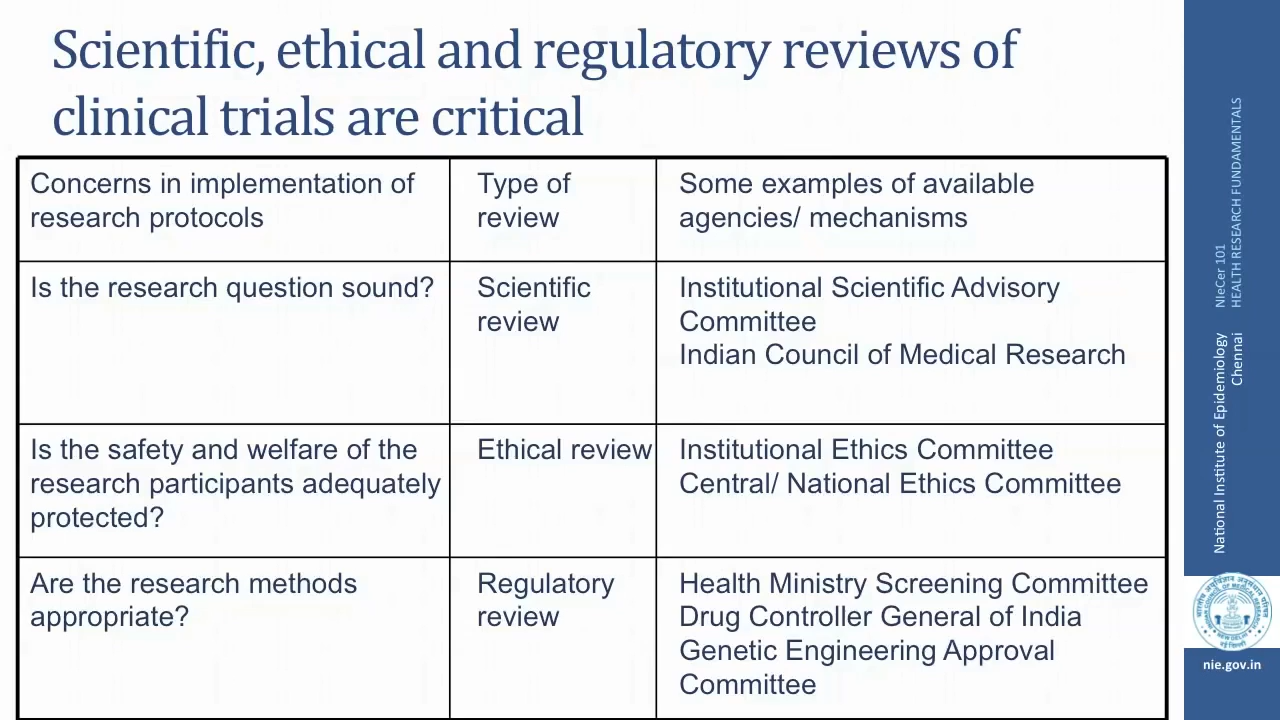 Scientific, ethical and regulatory reviews of
clinical trials are critical
Concerns in implementation of
research protocols
Type of
review
Some examples of available
agencies/ mechanisms
Is the research question sound?
Scientific
review
Institutional Scientific Advisory
Committee
Indian Council of Medical Research
Is the safety and welfare of the
research participants adequately
protected?
Ethical review
Institutional Ethics Committee
Central/ National Ethics Committee
Are the research methods
appropriate?
Regulatory
review
Health Ministry Screening Committee
Drug Controller General of India
Genetic Engineering Approval
Committee
NIeCer 101
HEALTH RESEARCH FUNDAMENTALS
National Institute of Epidemiology
Chennai
nie.gov.in